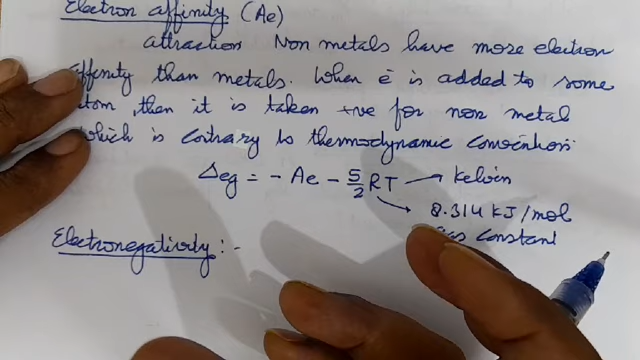 Electron affinity (Ae)
attraction Non metals have more electron
affinity than metals. When e is added to some
atom, then it is taken +ve for non metal
which is contrary to thermodynamic convention.
Δeg = - Ae - 5/2 RT → kelvin
→ 8.314 kJ/mol
Gas constant
Electronegativity :-